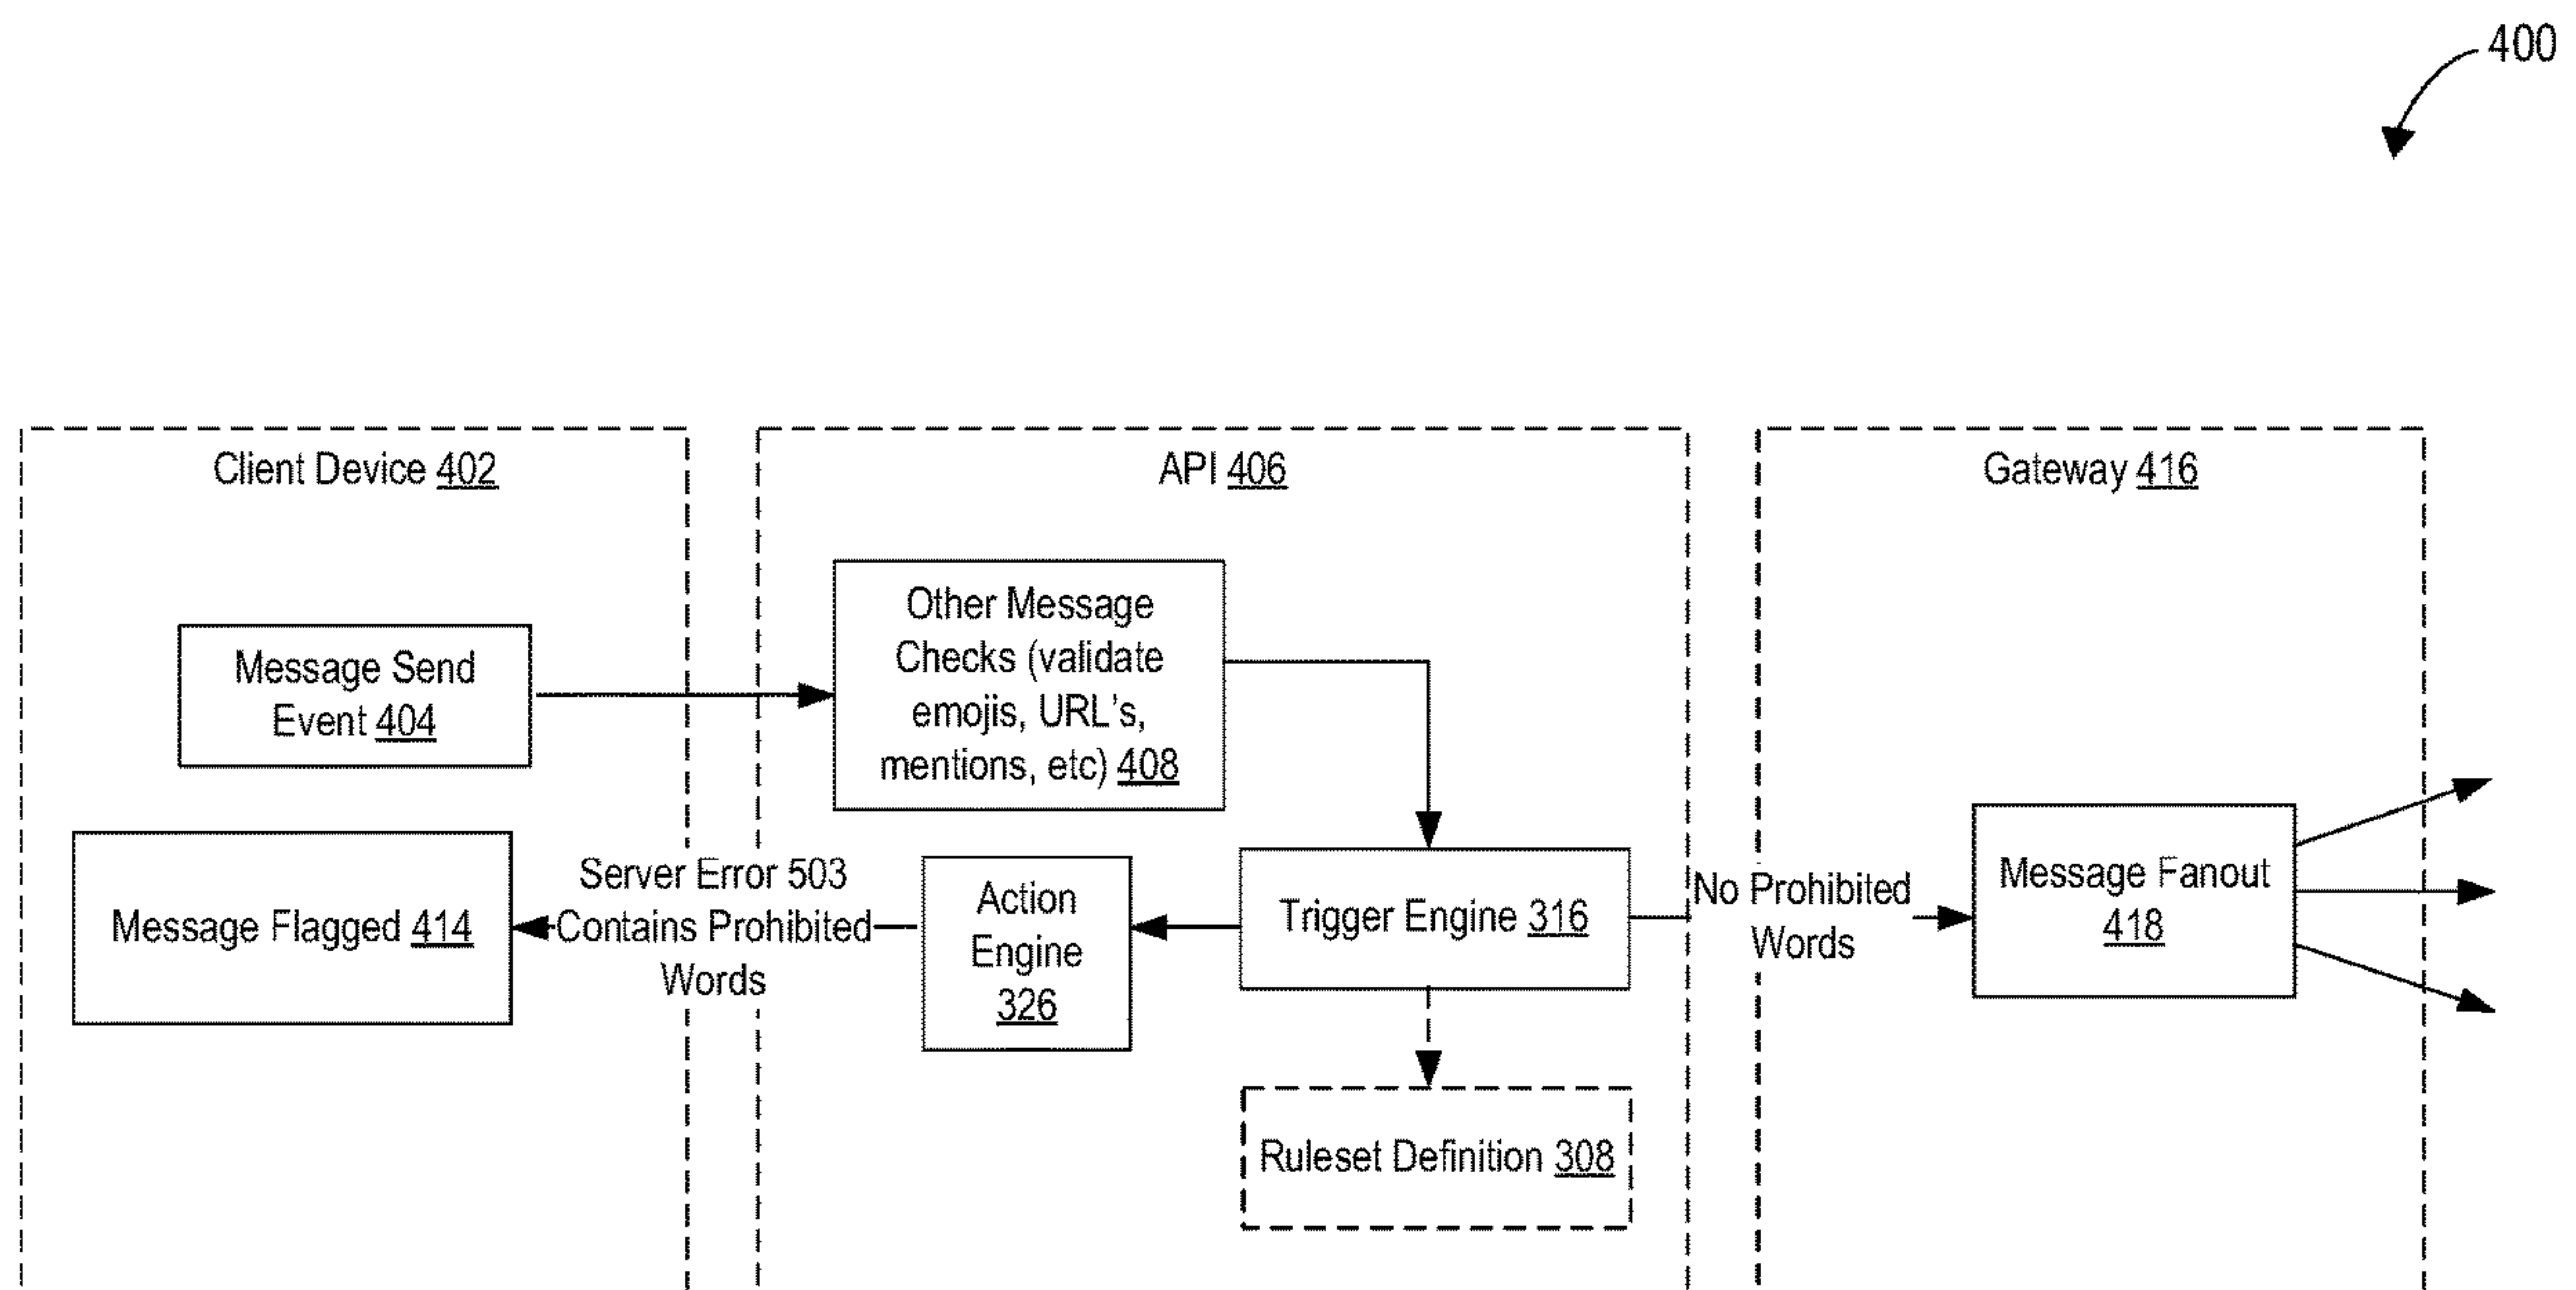 400
Client Device 402
API 406
Gateway 416
Message Send
Event 404
Other Message
Checks (validate
emojis, URL's,
mentions, etc) 408
Message Flagged 414
Server Error 503
Contains Prohibited
Words
Action
Engine
326
Trigger Engine 316
No Prohibited
Words
Message Fanout
418
Ruleset Definition 308